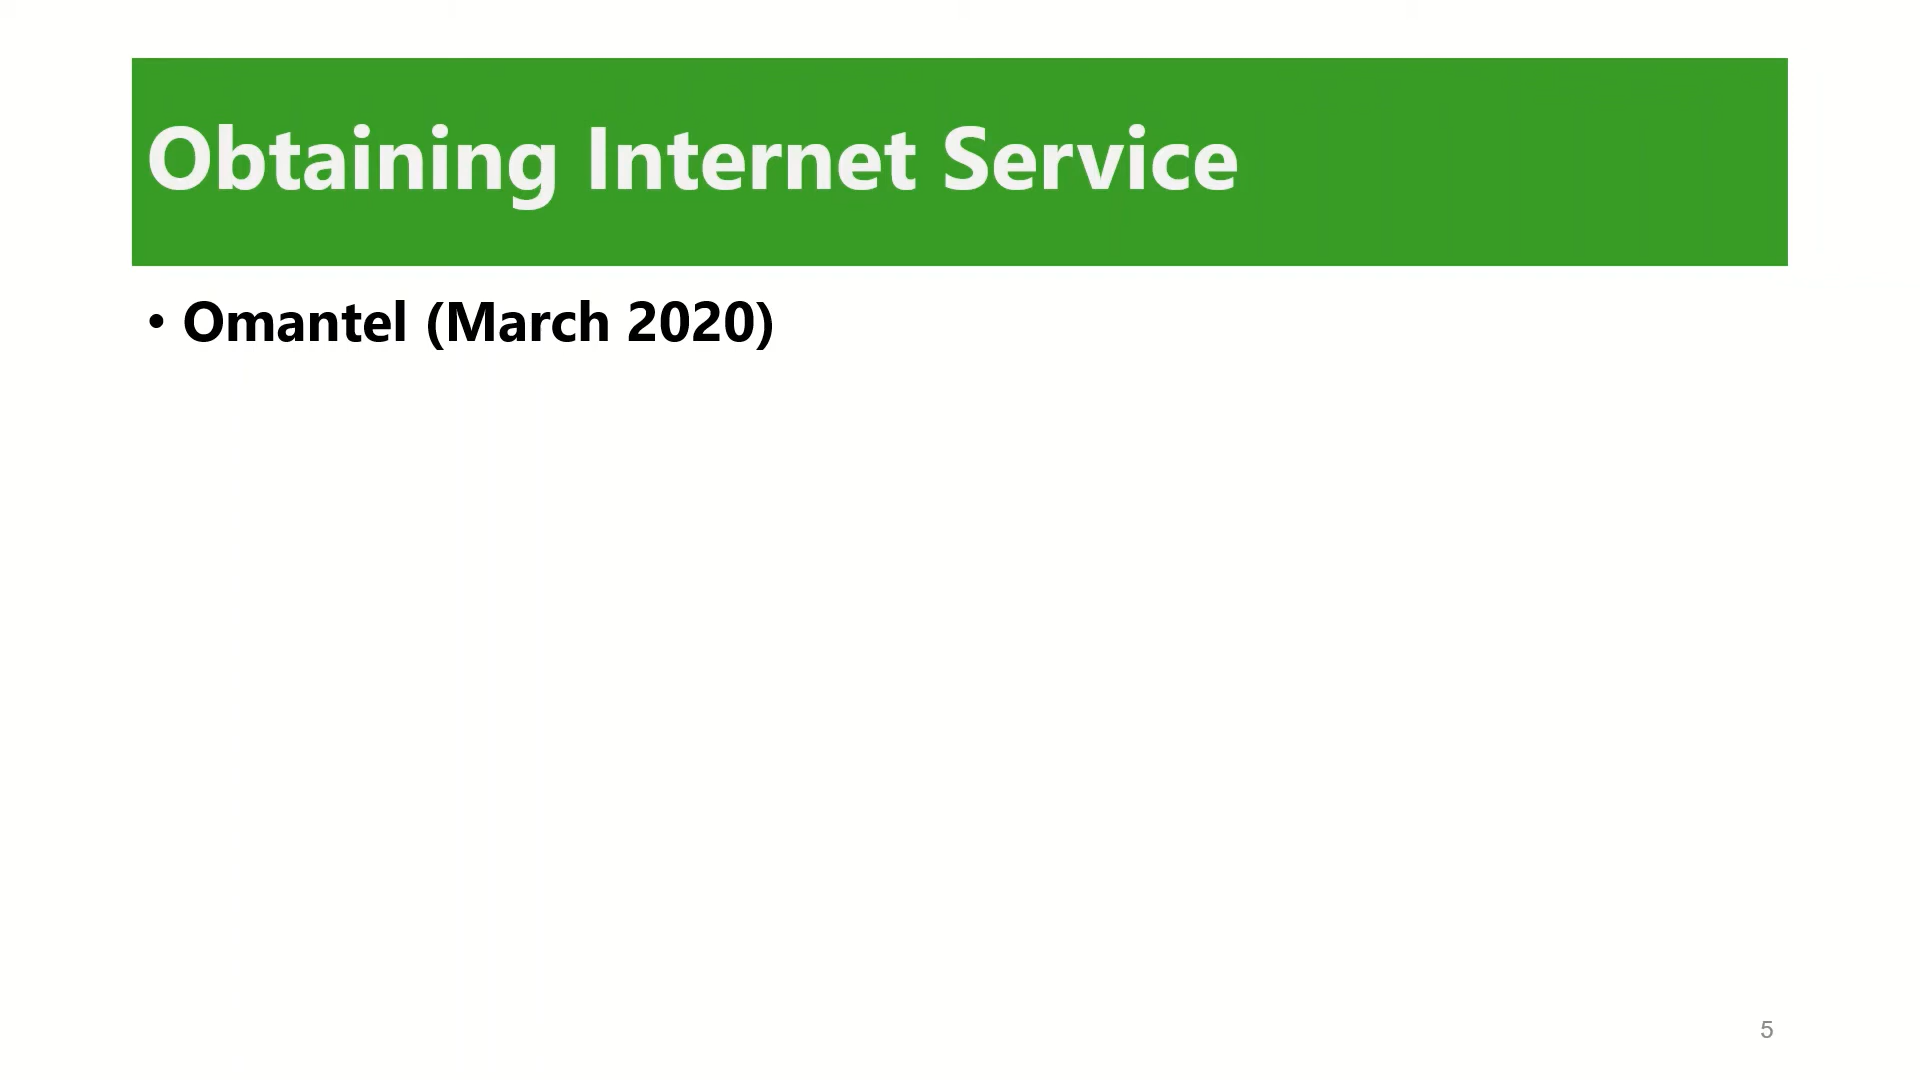 Obtaining Internet Service
• Omantel (March 2020)
5